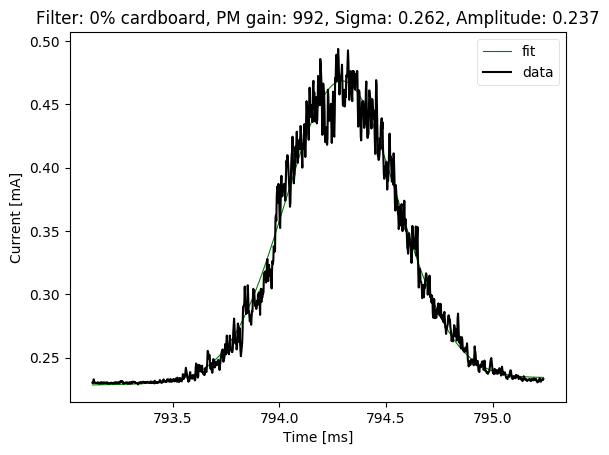 Filter: 0% cardboard, PM gain: 992, Sigma: 0.262, Amplitude: 0.237
fit
data
0.50
0.45
0.40
0.35
0.30
0.25
Current [mA]
793.5 794.0 794.5 795.0
Time [ms]